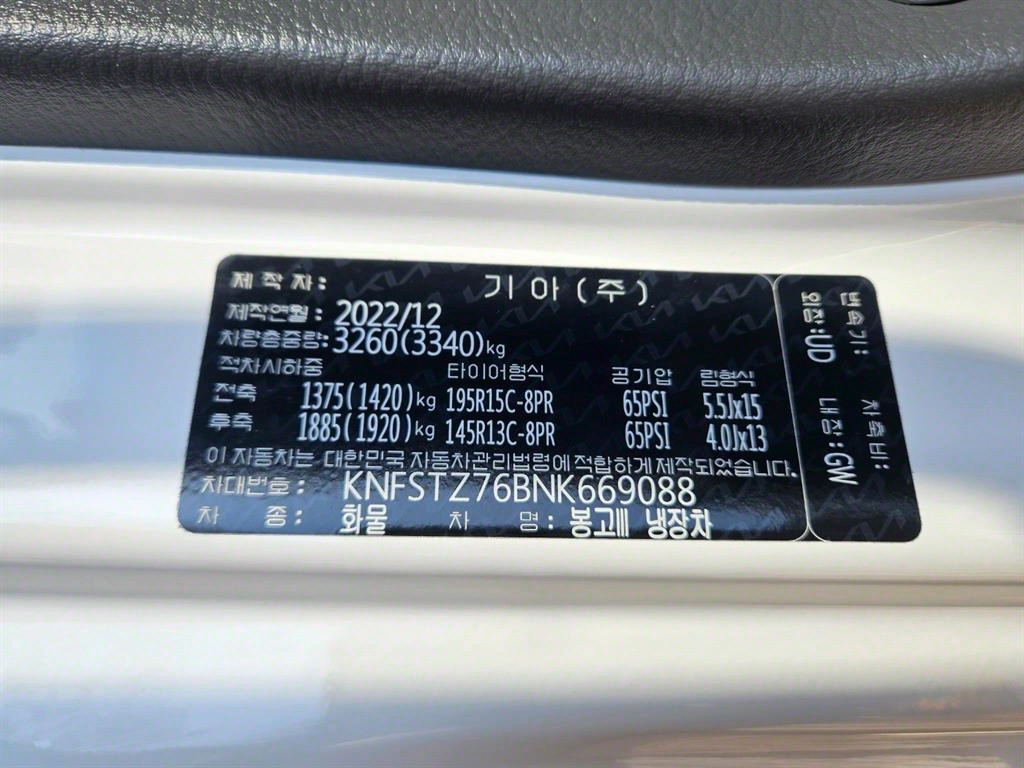 제 작 자 : 기 아 ( 주 )
제작연월 : 2022/12
차량총중량: 3260(3340)kg
적차시하중 타이어형식 공기압 림형식
전축 1375(1420)kg 195R15C-8PR 65PSI 5.5Jx15
후축 1885(1920)kg 145R13C-8PR 65PSI 4.0Jx13
이 자동차는 대한민국 자동차관리법령에 적합하게 제작되었습니다
차대번호 : KNFSTZ76BNK669088
차 종 : 화물 차 명 : 봉고Ⅲ 냉장차
변속기: 차축비:
외장:UD 내장:GW